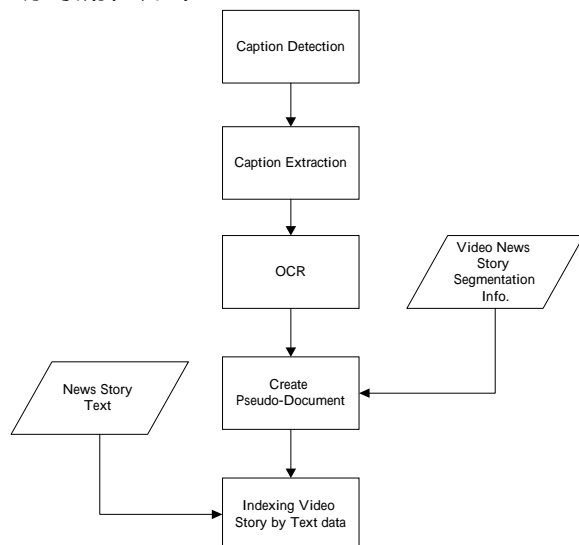 Caption Detection
Caption Extraction
OCR
Video News
Story
Segmentation
Info.
News Story
Text
Create
Pseudo-Document
Indexing Video
Story by Text data